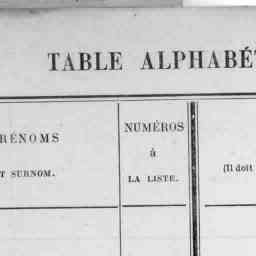 TABLE ALPHABÉT
RÉNOMS
T SURNOM.
NUMÉROS
à
LA LISTE.
(Il doit